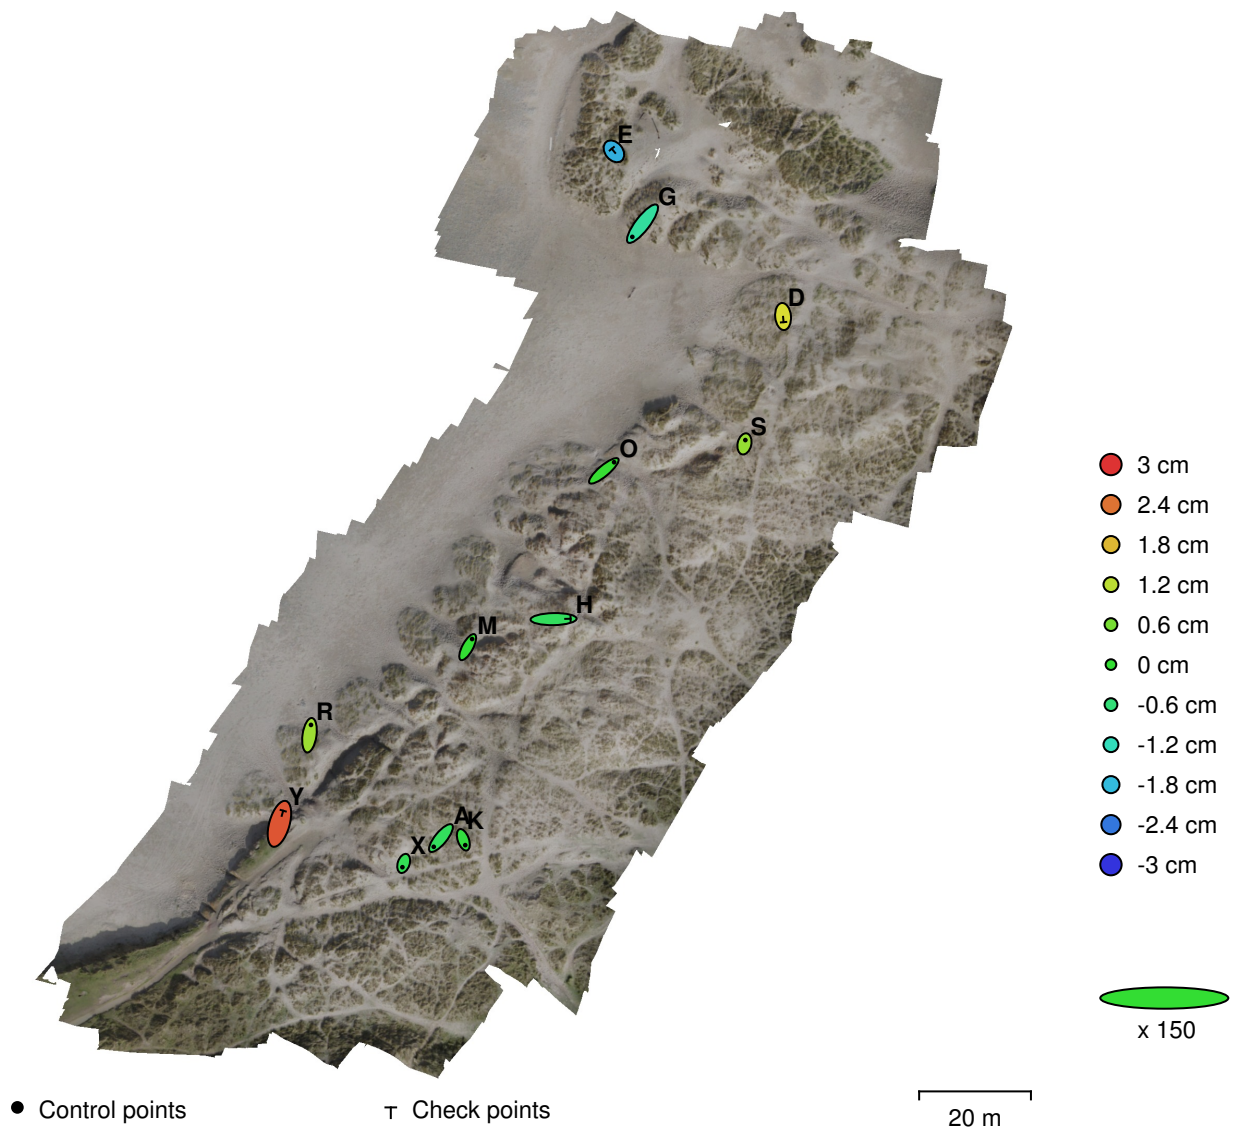 E
G
D
S
O
H
M
R
Y
A
K
X
3 cm
2.4 cm
1.8 cm
1.2 cm
0.6 cm
0 cm
-0.6 cm
-1.2 cm
-1.8 cm
-2.4 cm
-3 cm
x 150
Control points
Check points
20 m